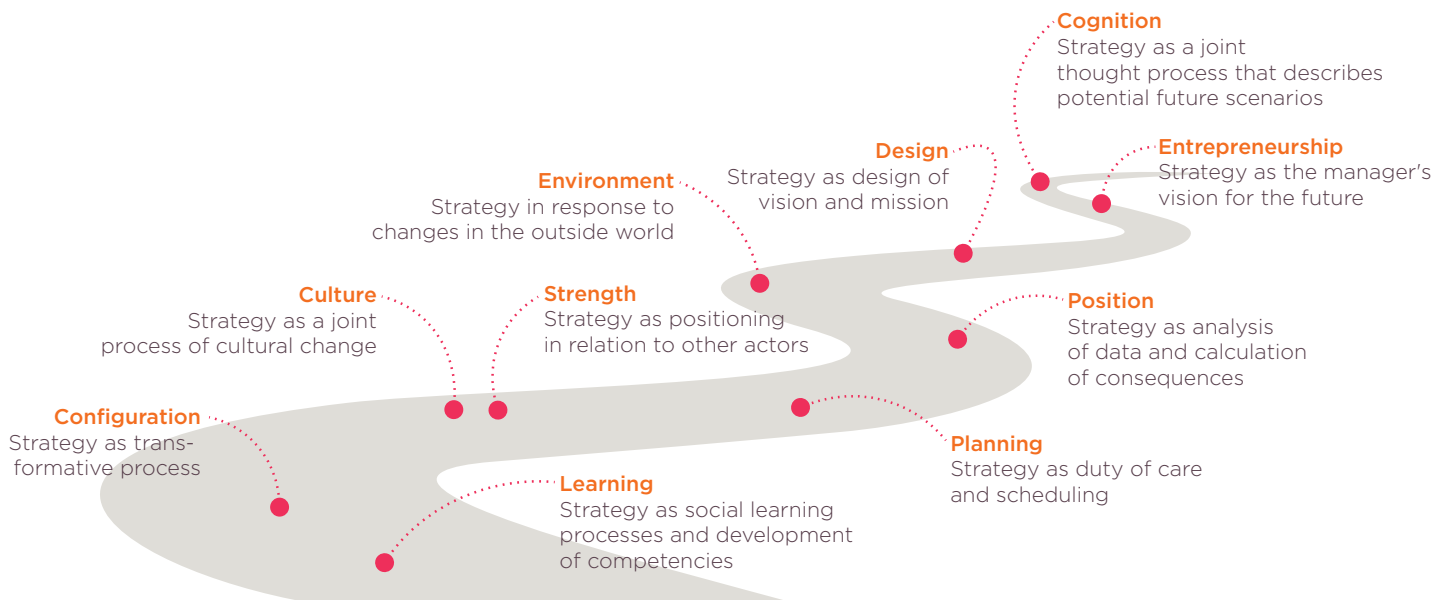 Cognition
Strategy as a joint
thought process that describes
potential future scenarios
Design
Strategy as design of
vision and mission
Entrepreneurship
Strategy as the manager's
vision for the future
Environment
Strategy in response to
changes in the outside world
Culture
Strategy as a joint
process of cultural change
Strength
Strategy as positioning
in relation to other actors
Position
Strategy as analysis
of data and calculation
of consequences
Configuration
Strategy as trans-
formative process
Planning
Strategy as duty of care
and scheduling
Learning
Strategy as social learning
processes and development
of competencies